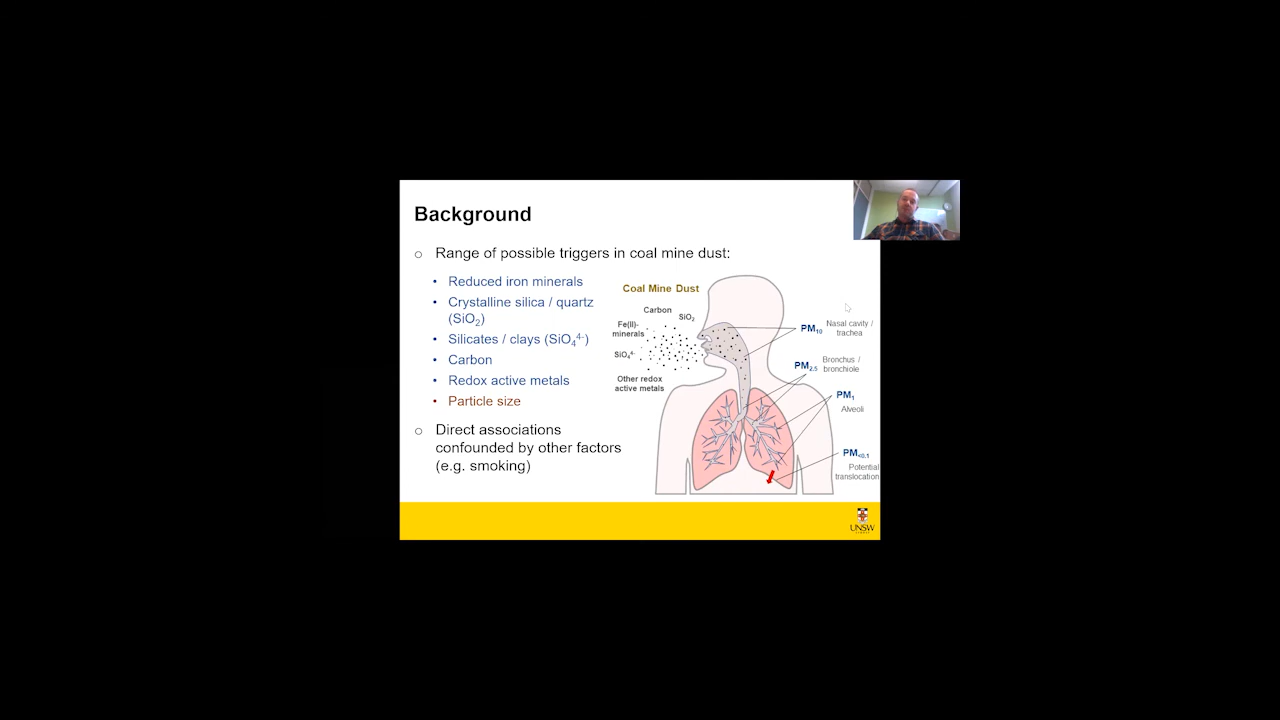 Background
Range of possible triggers in coal mine dust:
Reduced iron minerals
Crystalline silica / quartz
(SiO2)
Silicates / clays (SiO4^4-)
Carbon
Redox active metals
Particle size
Direct associations
confounded by other factors
(e.g. smoking)
Coal Mine Dust
Carbon
SiO2
Fe(II)-
minerals
SiO4^4-
Other redox
active metals
PM10
Nasal cavity /
trachea
PM2.5
Bronchus /
bronchiole
PM1
Alveoli
PM<0.1
Potential
translocation
UNSW